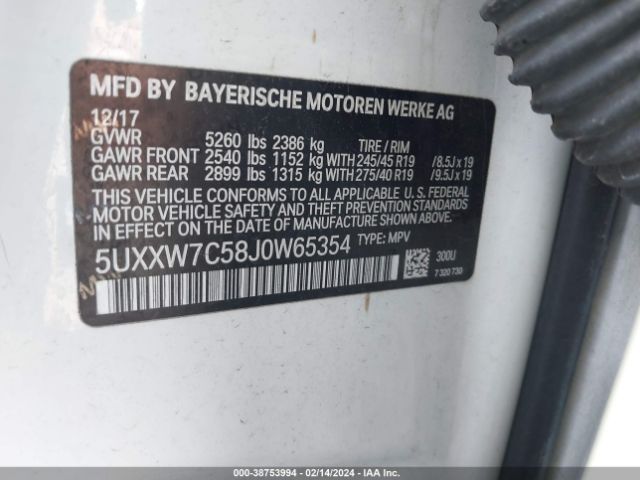 MFD BY BAYERISCHE MOTOREN WERKE AG
12/17
GVWR 5260 lbs 2386 kg TIRE / RIM
GAWR FRONT 2540 lbs 1152 kg WITH 245/45 R19 /8.5J x 19
GAWR REAR 2899 lbs 1315 kg WITH 275/40 R19 /9.5J x 19
THIS VEHICLE CONFORMS TO ALL APPLICABLE U. S. FEDERAL
MOTOR VEHICLE SAFETY AND THEFT PREVENTION STANDARDS
IN EFFECT ON THE DATE OF MANUFACTURE SHOWN ABOVE.
5UXXW7C58J0W65354 TYPE: MPV
300U
7 320 730
000-38753994 - 02/14/2024 - IAA Inc.